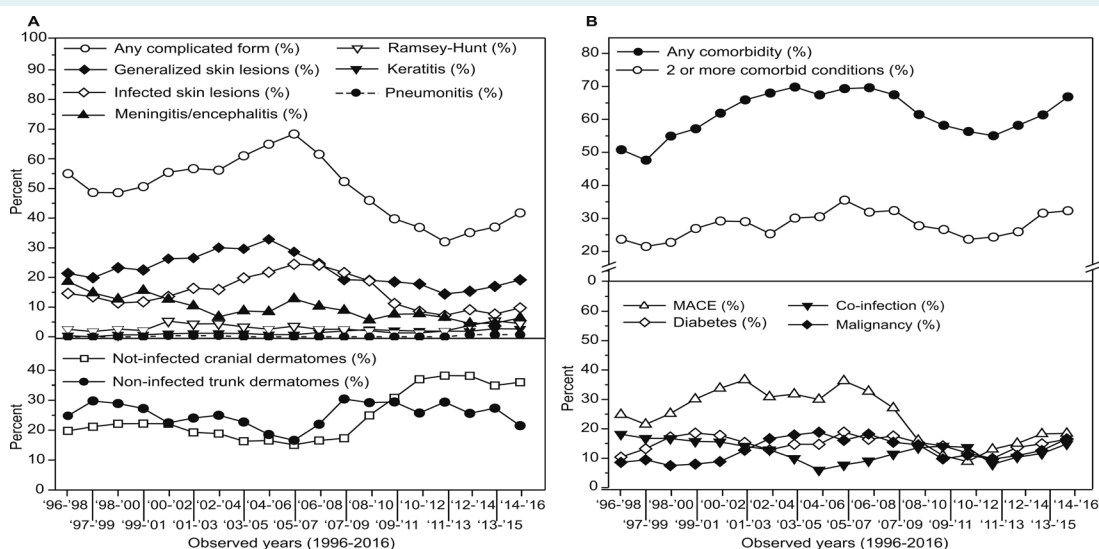 A
100
90
80
70
60
50
40
30
20
10
0
Percent
Any complicated form (%)
Generalized skin lesions (%)
Infected skin lesions (%)
Meningitis/encephalitis (%)
Ramsey-Hunt (%)
Keratitis (%)
Pneumonitis (%)
40
30
20
10
0
Percent
Not-infected cranial dermatomes (%)
Non-infected trunk dermatomes (%)
'96-'98 '98-'00 '00-'02 '02-'04 '04-'06 '06-'08 '08-'10 '10-'12 '12-'14 '14-'16
'97-'99 '99-'01 '01-'03 '03-'05 '05-'07 '07-'09 '09-'11 '11-'13 '13-'15
Observed years (1996-2016)
B
80
70
60
50
40
30
20
0
Percent
Any comorbidity (%)
2 or more comorbid conditions (%)
60
50
40
30
20
10
0
Percent
MACE (%)
Diabetes (%)
Co-infection (%)
Malignancy (%)
'96-'98 '98-'00 '00-'02 '02-'04 '04-'06 '06-'08 '08-'10 '10-'12 '12-'14 '14-'16
'97-'99 '99-'01 '01-'03 '03-'05 '05-'07 '07-'09 '09-'11 '11-'13 '13-'15
Observed years (1996-2016)